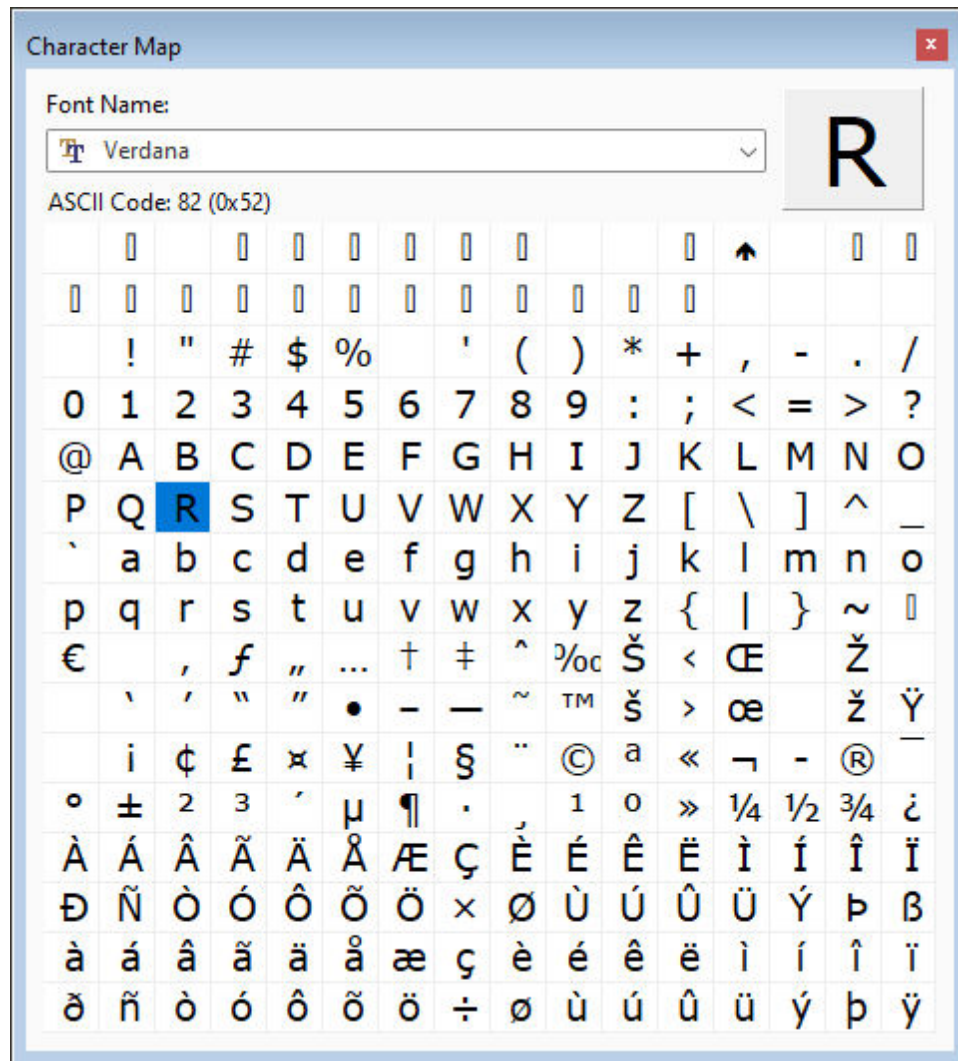 Character Map
x
Font Name:
Verdana
R
ASCII Code: 82 (0x52)
! " # $ % ' ( ) * + , - . /
0 1 2 3 4 5 6 7 8 9 : ; < = > ?
@ A B C D E F G H I J K L M N O
P Q R S T U V W X Y Z [ \ ] ^ _
` a b c d e f g h i j k l m n o
p q r s t u v w x y z { | } ~
€ ‚ ƒ „ … † ‡ ˆ ‰ Š ‹ Œ Ž
‘ ’ “ ” • – — ˜ ™ š › œ ž Ÿ
¡ ¢ £ ¤ ¥ ¦ § ¨ © ª « ¬ - ® ¯
° ± ² ³ ´ µ ¶ · ¸ ¹ º » ¼ ½ ¾ ¿
À Á Â Ã Ä Å Æ Ç È É Ê Ë Ì Í Î Ï
Ð Ñ Ò Ó Ô Õ Ö × Ø Ù Ú Û Ü Ý Þ ß
à á â ã ä å æ ç è é ê ë ì í î ï
ð ñ ò ó ô õ ö ÷ ø ù ú û ü ý þ ÿ